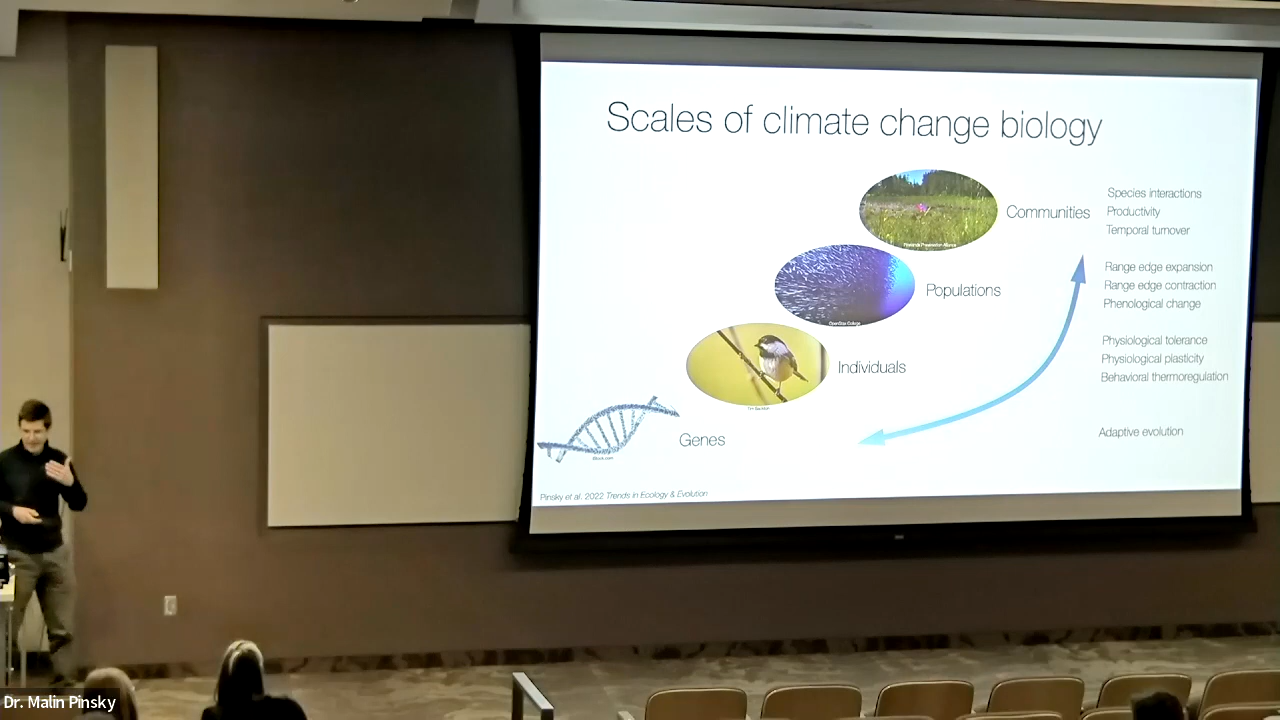 Scales of climate change biology
Communities
Species interactions
Productivity
Temporal turnover
Populations
Range edge expansion
Range edge contraction
Phenological change
Individuals
Physiological tolerance
Physiological plasticity
Behavioral thermoregulation
Genes
Adaptive evolution
Pinsky et al. 2022 Trends in Ecology & Evolution
Dr. Malin Pinsky